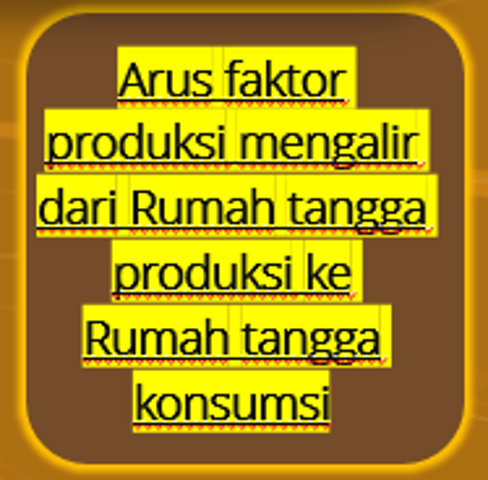 Arus faktor
produksi mengalir
dari Rumah tangga
produksi ke
Rumah tangga
konsumsi